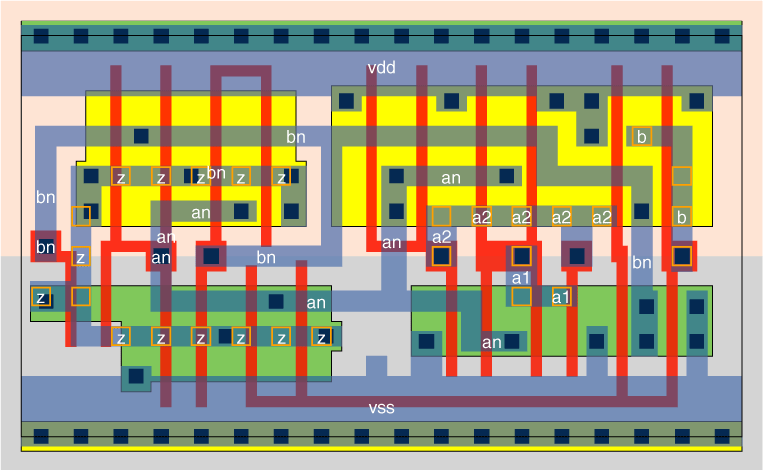 vdd
bn b
z z z bn z z an
bn an a2 a2 a2 a2 b
an a2
bn z an bn an bn
a1
z an a1
z z z z z z an
vss